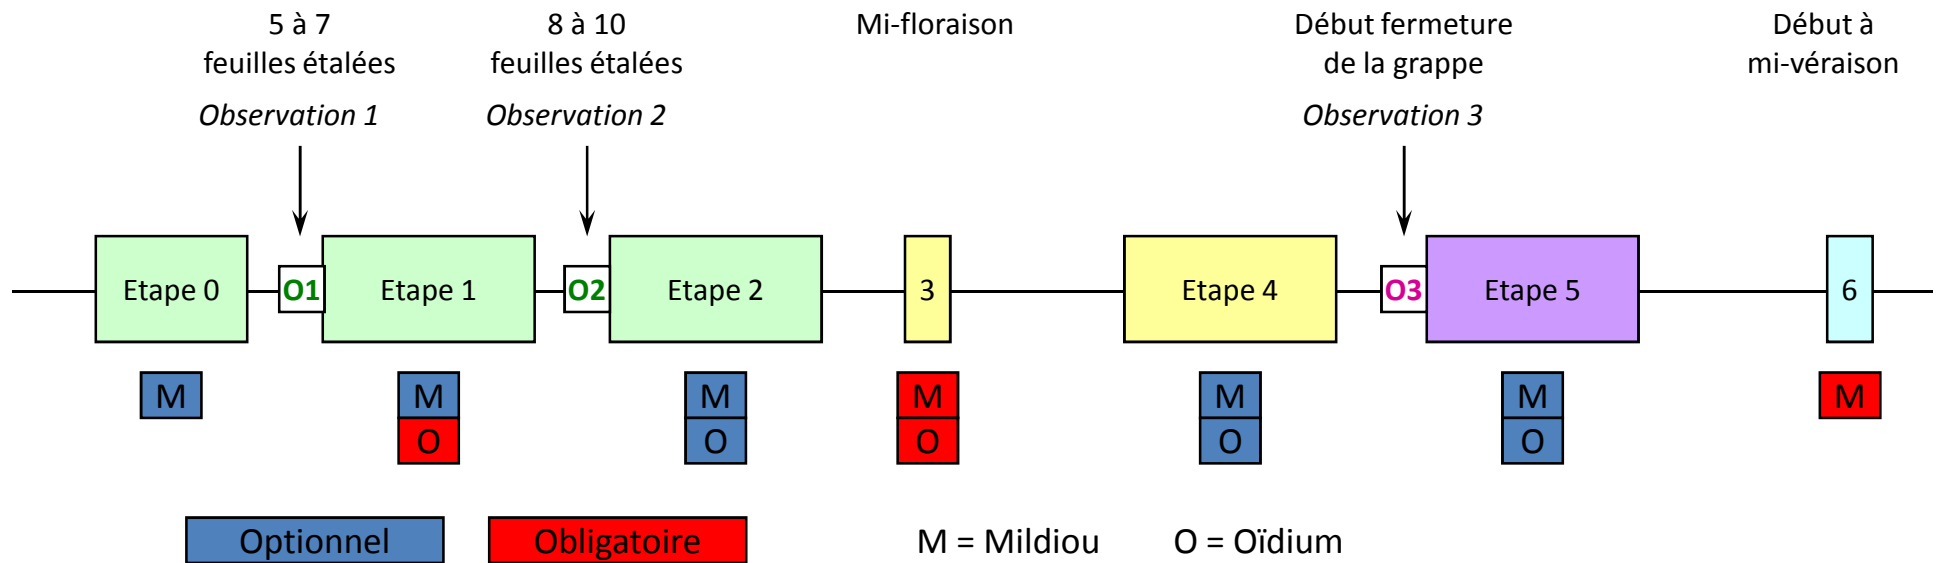 5 à 7
feuilles étalées
Observation 1
8 à 10
feuilles étalées
Observation 2
Mi-floraison
Début fermeture
de la grappe
Observation 3
Début à
mi-véraison
Etape 0
O1
Etape 1
O2
Etape 2
3
Etape 4
O3
Etape 5
6
M
M
O
M
O
M
O
M
O
M
O
M
Optionnel
Obligatoire
M = Mildiou
O = Oïdium